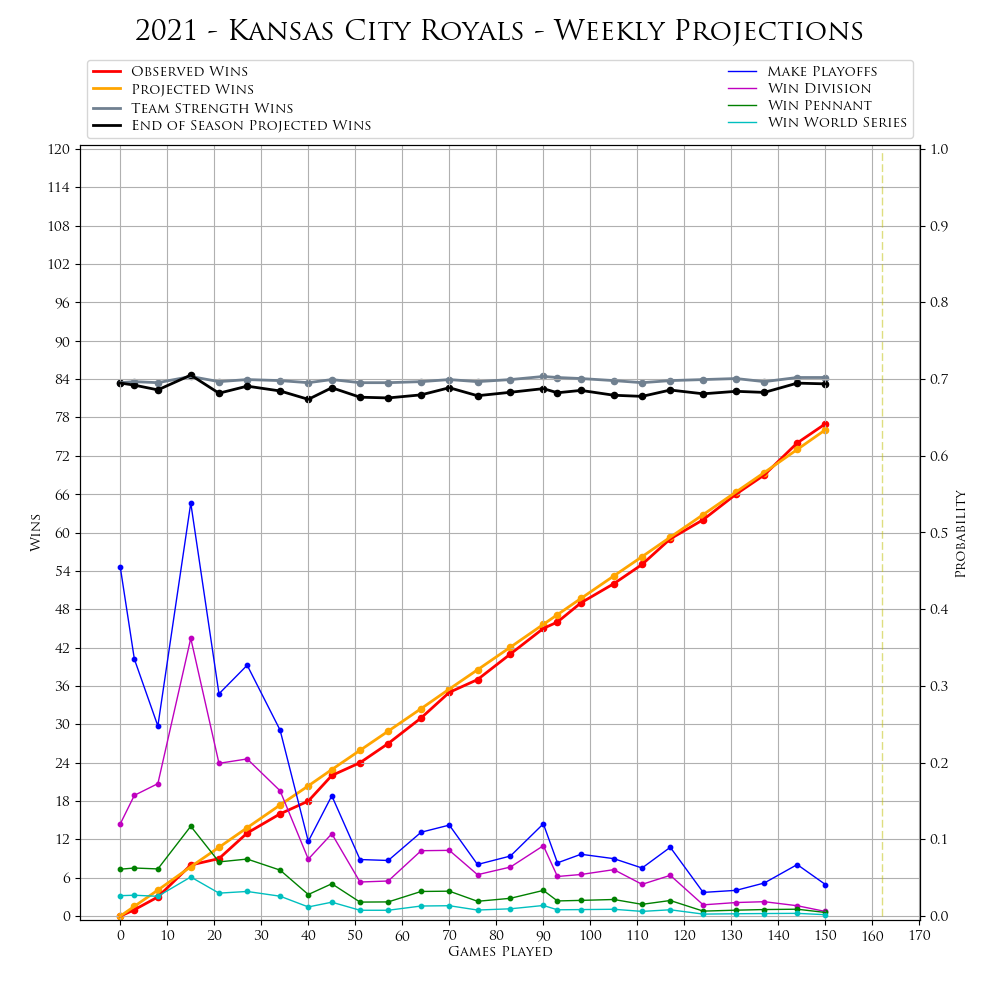 2021 - Kansas City Royals - Weekly Projections
Observed Wins
Projected Wins
Team Strength Wins
End of Season Projected Wins
Make Playoffs
Win Division
Win Pennant
Win World Series
120
114
108
102
96
90
84
78
72
66
60
54
48
42
36
30
24
18
12
6
0
Wins
1.0
0.9
0.8
0.7
0.6
0.5
0.4
0.3
0.2
0.1
0.0
Probability
0 10 20 30 40 50 60 70 80 90 100 110 120 130 140 150 160 170
Games Played